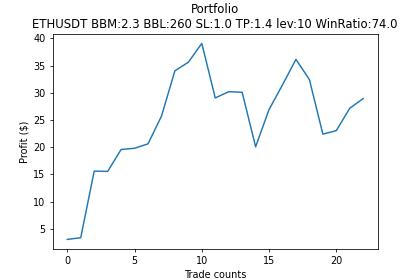 Portfolio
ETHUSDT BBM:2.3 BBL:260 SL:1.0 TP:1.4 lev:10 WinRatio:74.0
40
35
30
25
20
15
10
5
Profit ($)
0 5 10 15 20
Trade counts